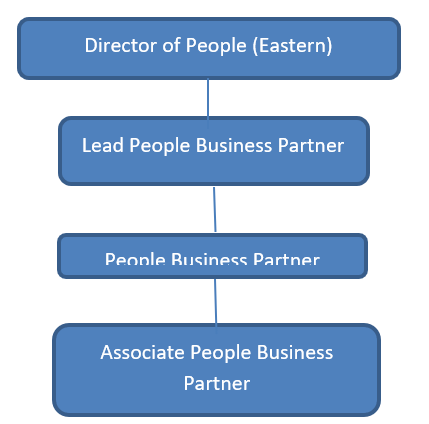 Director of People (Eastern)
Lead People Business Partner
People Business Partner
Associate People Business
Partner